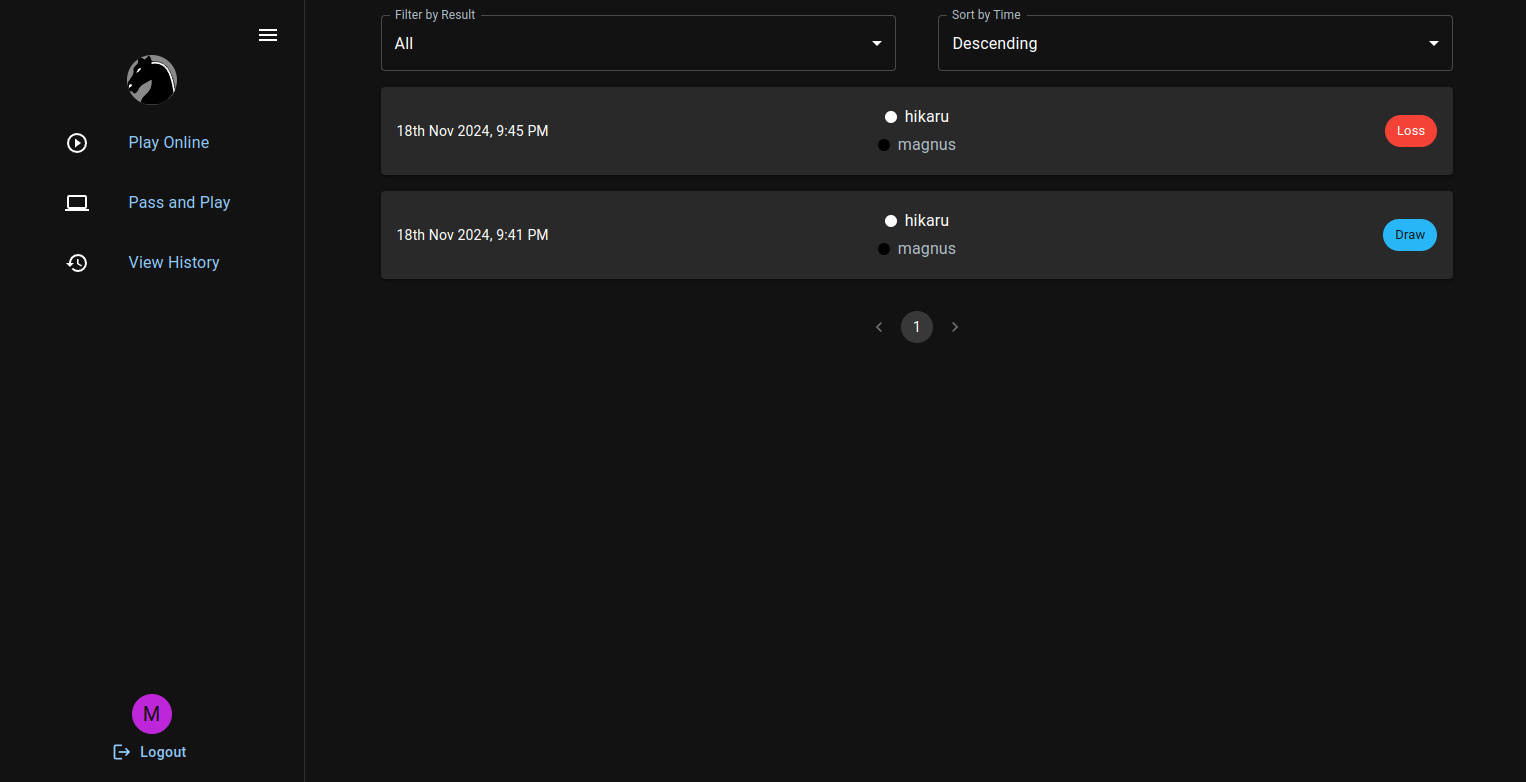 Filter by Result
All
Sort by Time
Descending
Play Online
Pass and Play
View History
18th Nov 2024, 9:45 PM
hikaru
magnus
Loss
18th Nov 2024, 9:41 PM
hikaru
magnus
Draw
1
M
Logout